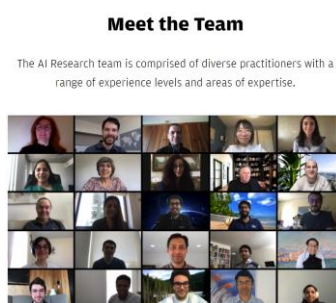 Meet the Team
The AI Research team is comprised of diverse practitioners with a
range of experience levels and areas of expertise.